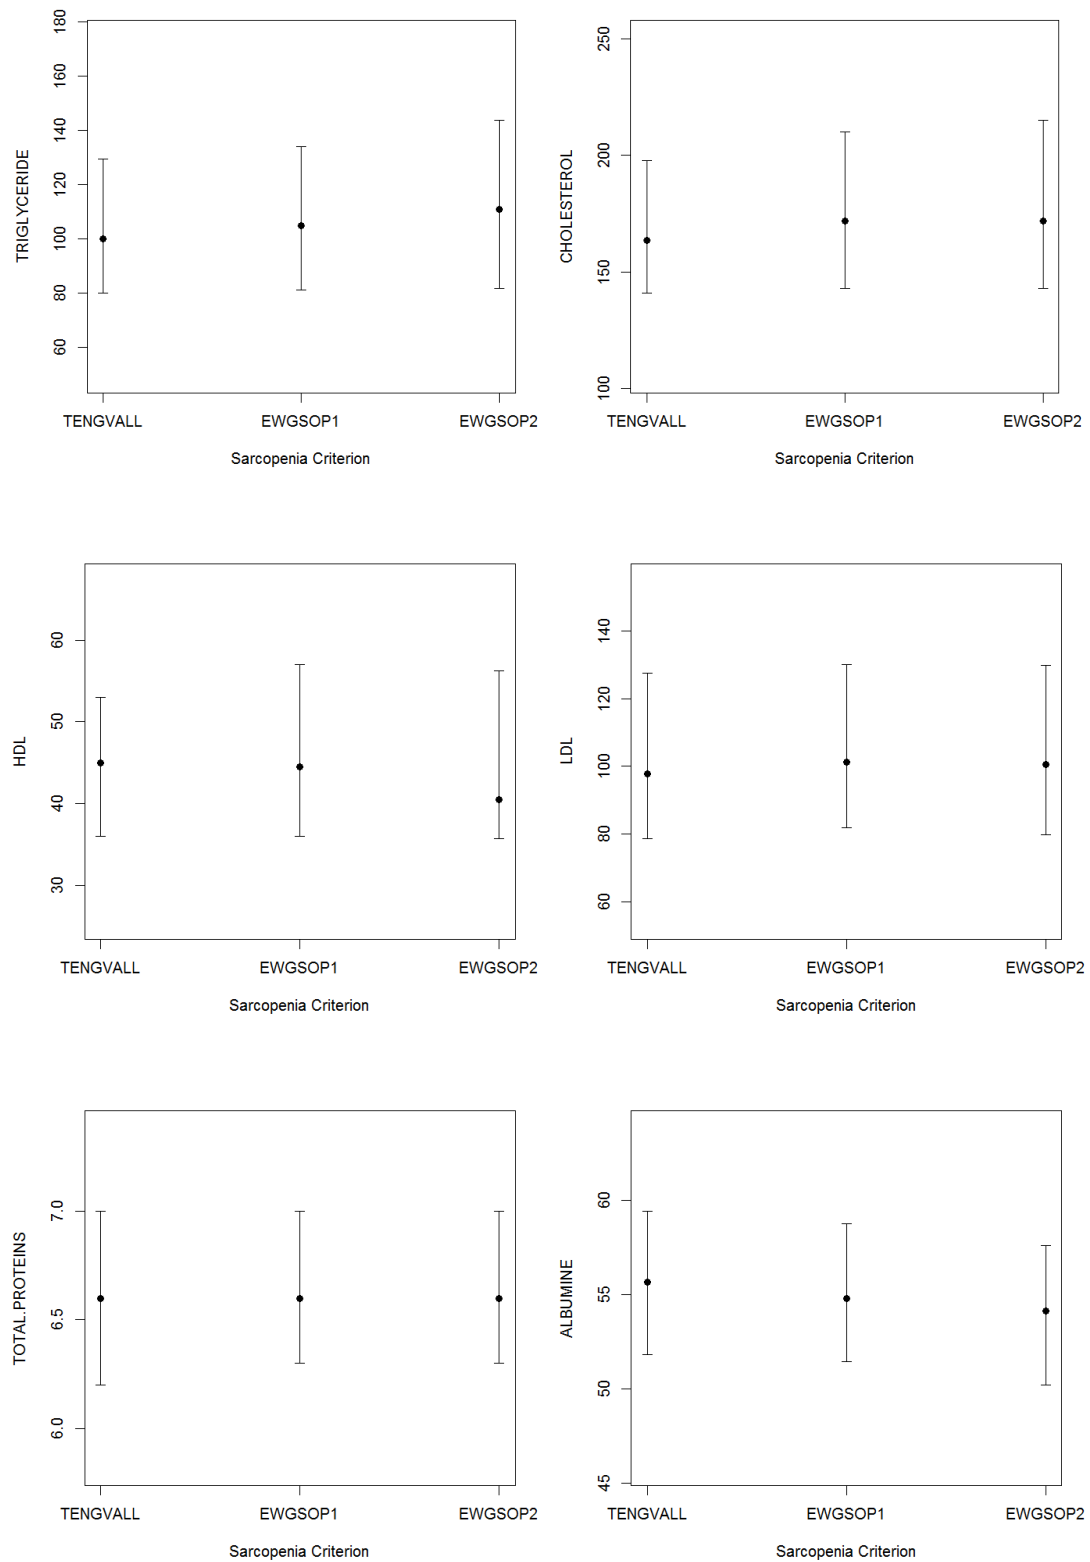 TRIGLYCERIDE
180
160
140
120
100
80
60
TENGVALL EWGSOP1 EWGSOP2
Sarcopenia Criterion
CHOLESTEROL
250
200
150
100
TENGVALL EWGSOP1 EWGSOP2
Sarcopenia Criterion
HDL
60
50
40
30
TENGVALL EWGSOP1 EWGSOP2
Sarcopenia Criterion
LDL
140
120
100
80
60
TENGVALL EWGSOP1 EWGSOP2
Sarcopenia Criterion
TOTAL.PROTEINS
7.0
6.5
6.0
TENGVALL EWGSOP1 EWGSOP2
Sarcopenia Criterion
ALBUMINE
60
55
50
45
TENGVALL EWGSOP1 EWGSOP2
Sarcopenia Criterion